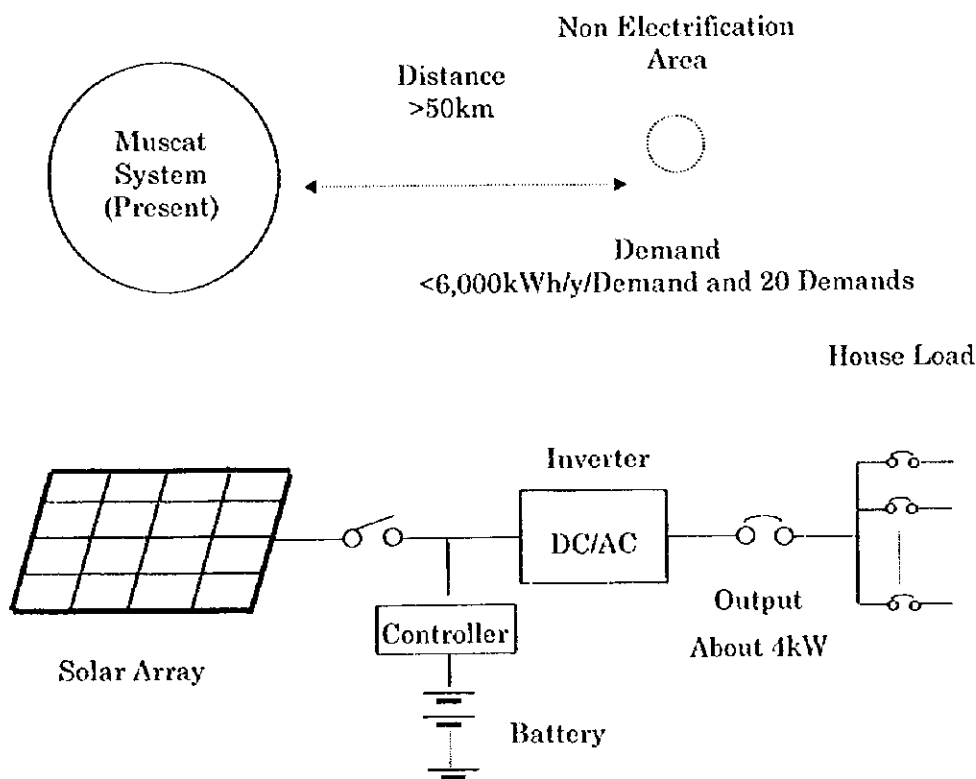 Non Electrification
Area
Distance
>50km
Muscat
System
(Present)
Demand
<6,000kWh/y/Demand and 20 Demands
House Load
Inverter
DC/AC
Controller
Output
About 4kW
Solar Array
Battery